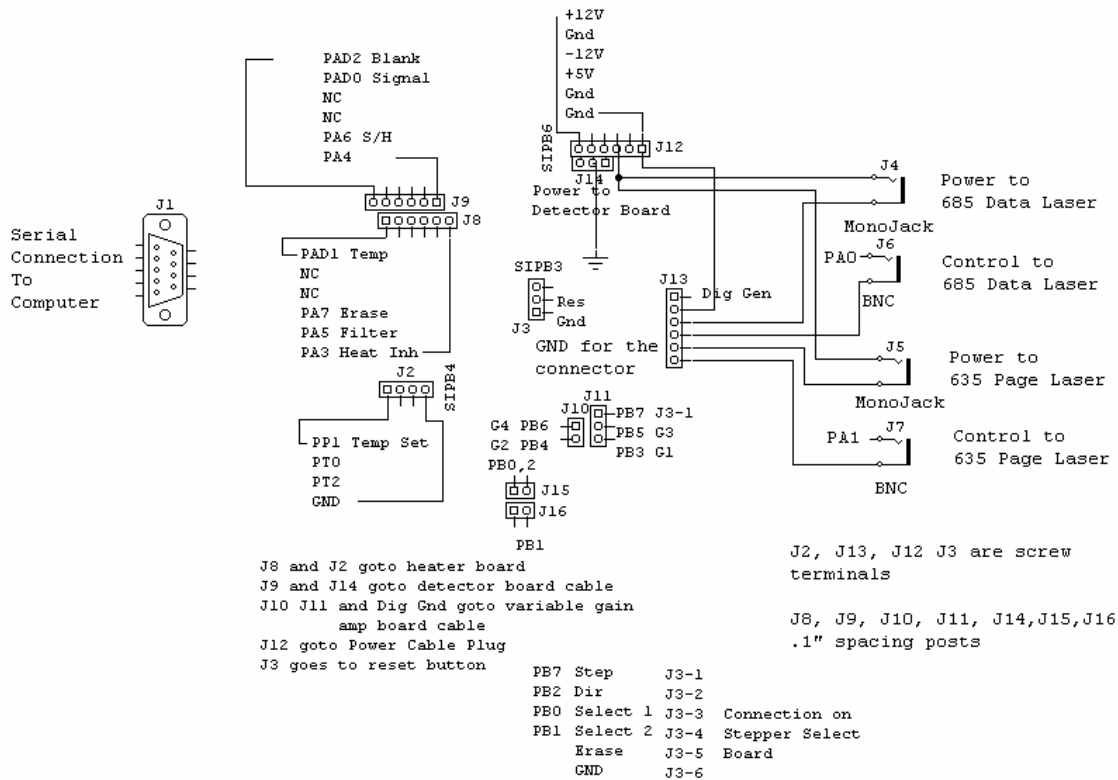 +12V
Gnd
-12V
+5V
Gnd
Gnd
PAD2 Blank
PAD0 Signal
NC
NC
PA6 S/H
PA4
SIPB6
J12
J14
Power to
Detector Board
J9
J8
J1
Serial
Connection
To
Computer
PAD1 Temp
NC
NC
PA7 Erase
PA5 Filter
PA3 Heat Inh
J2
SIPB4
PP1 Temp Set
PT0
PT2
GND
SIPB3
Res
Gnd
J3
J13
Dig Gen
GND for the
connector
J4
Power to
685 Data Laser
MonoJack
J6
PA0
Control to
685 Data Laser
BNC
J5
Power to
635 Page Laser
MonoJack
J7
PA1
Control to
635 Page Laser
BNC
J11
J10
PB7 J3-1
G4 PB6
PB5 G3
G2 PB4
PB3 G1
PB0,2
J15
J16
PB1
J8 and J2 goto heater board
J9 and J14 goto detector board cable
J10 J11 and Dig Gnd goto variable gain
amp board cable
J12 goto Power Cable Plug
J3 goes to reset button
J2, J13, J12 J3 are screw
terminals
J8, J9, J10, J11, J14,J15,J16
.1" spacing posts
PB7 Step J3-1
PB2 Dir J3-2
PB0 Select 1 J3-3 Connection on
PB1 Select 2 J3-4 Stepper Select
Erase J3-5 Board
GND J3-6